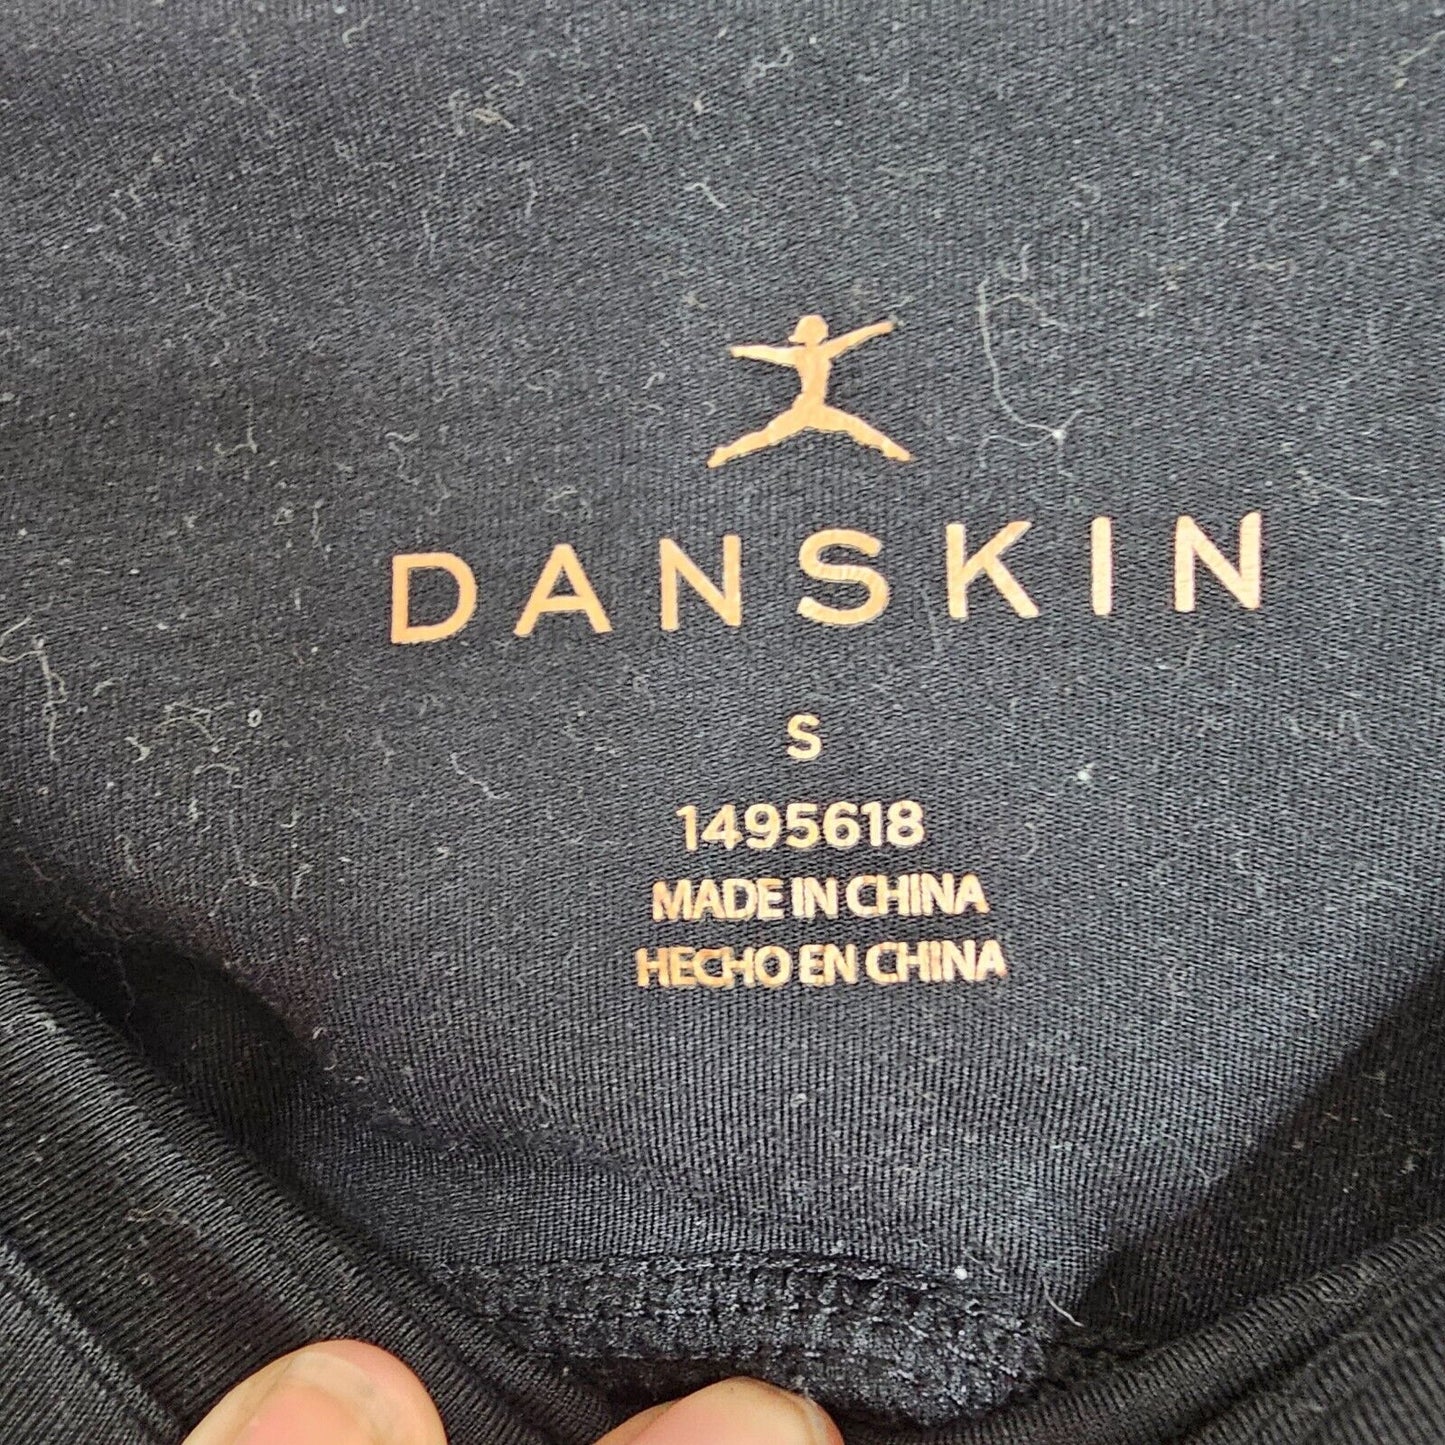 DANSKIN
S
1495618
MADE IN CHINA
HECHO EN CHINA